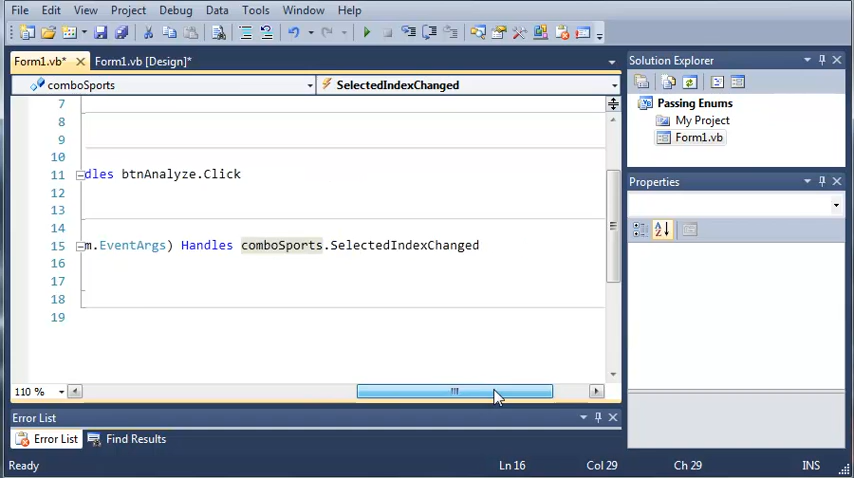 File Edit View Project Debug Data Tools Window Help
Form1.vb* Form1.vb [Design]*
comboSports SelectedIndexChanged
7
8
9
10
11 dles btnAnalyze.Click
12
13
14
15 m.EventArgs) Handles comboSports.SelectedIndexChanged
16
17
18
19
110 %
Error List
Error List Find Results
Solution Explorer
Passing Enums
My Project
Form1.vb
Properties
Ready Ln 16 Col 29 Ch 29 INS